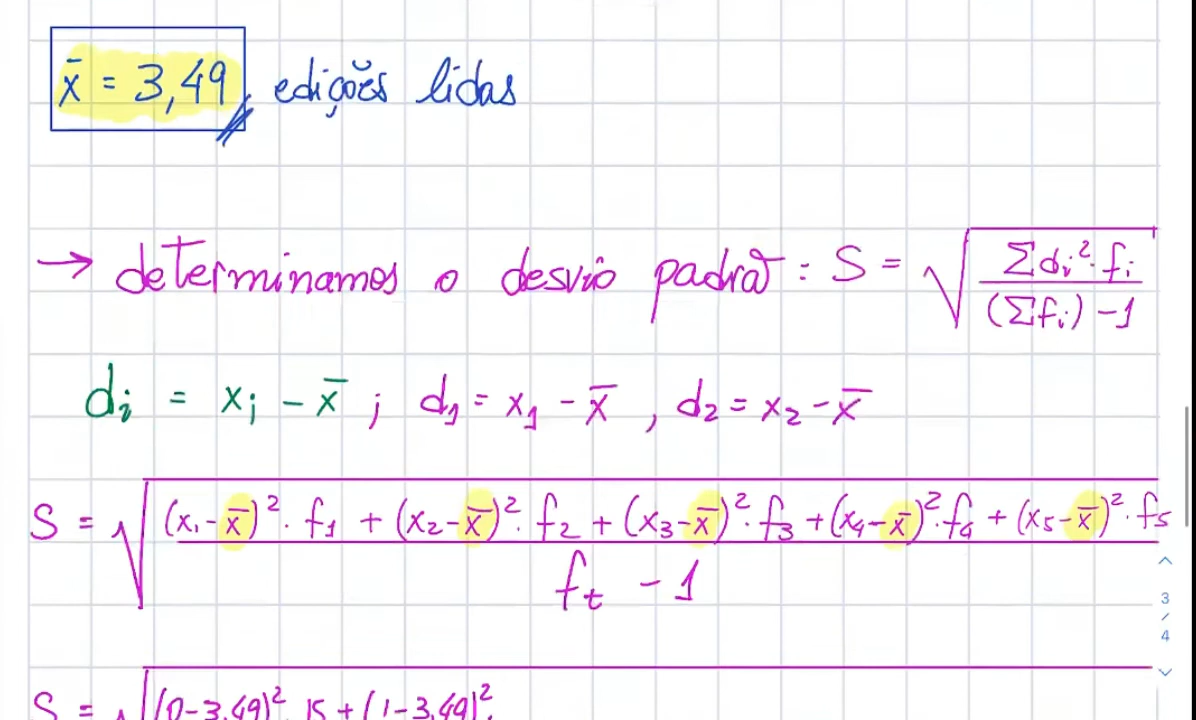 x̄ = 3,49 edições lidas
→ determinamos o desvio padrão : S = √(Σdi²·fi / (Σfi) - 1)
di = xi - x̄ ; d1 = x1 - x̄ , d2 = x2 - x̄
S = √((x1-x̄)²·f1 + (x2-x̄)²·f2 + (x3-x̄)²·f3 + (x4-x̄)²·f4 + (x5-x̄)²·f5 / ft - 1)
3 / 4
S = √((0-3,49)²·15 + (1-3,49)²·